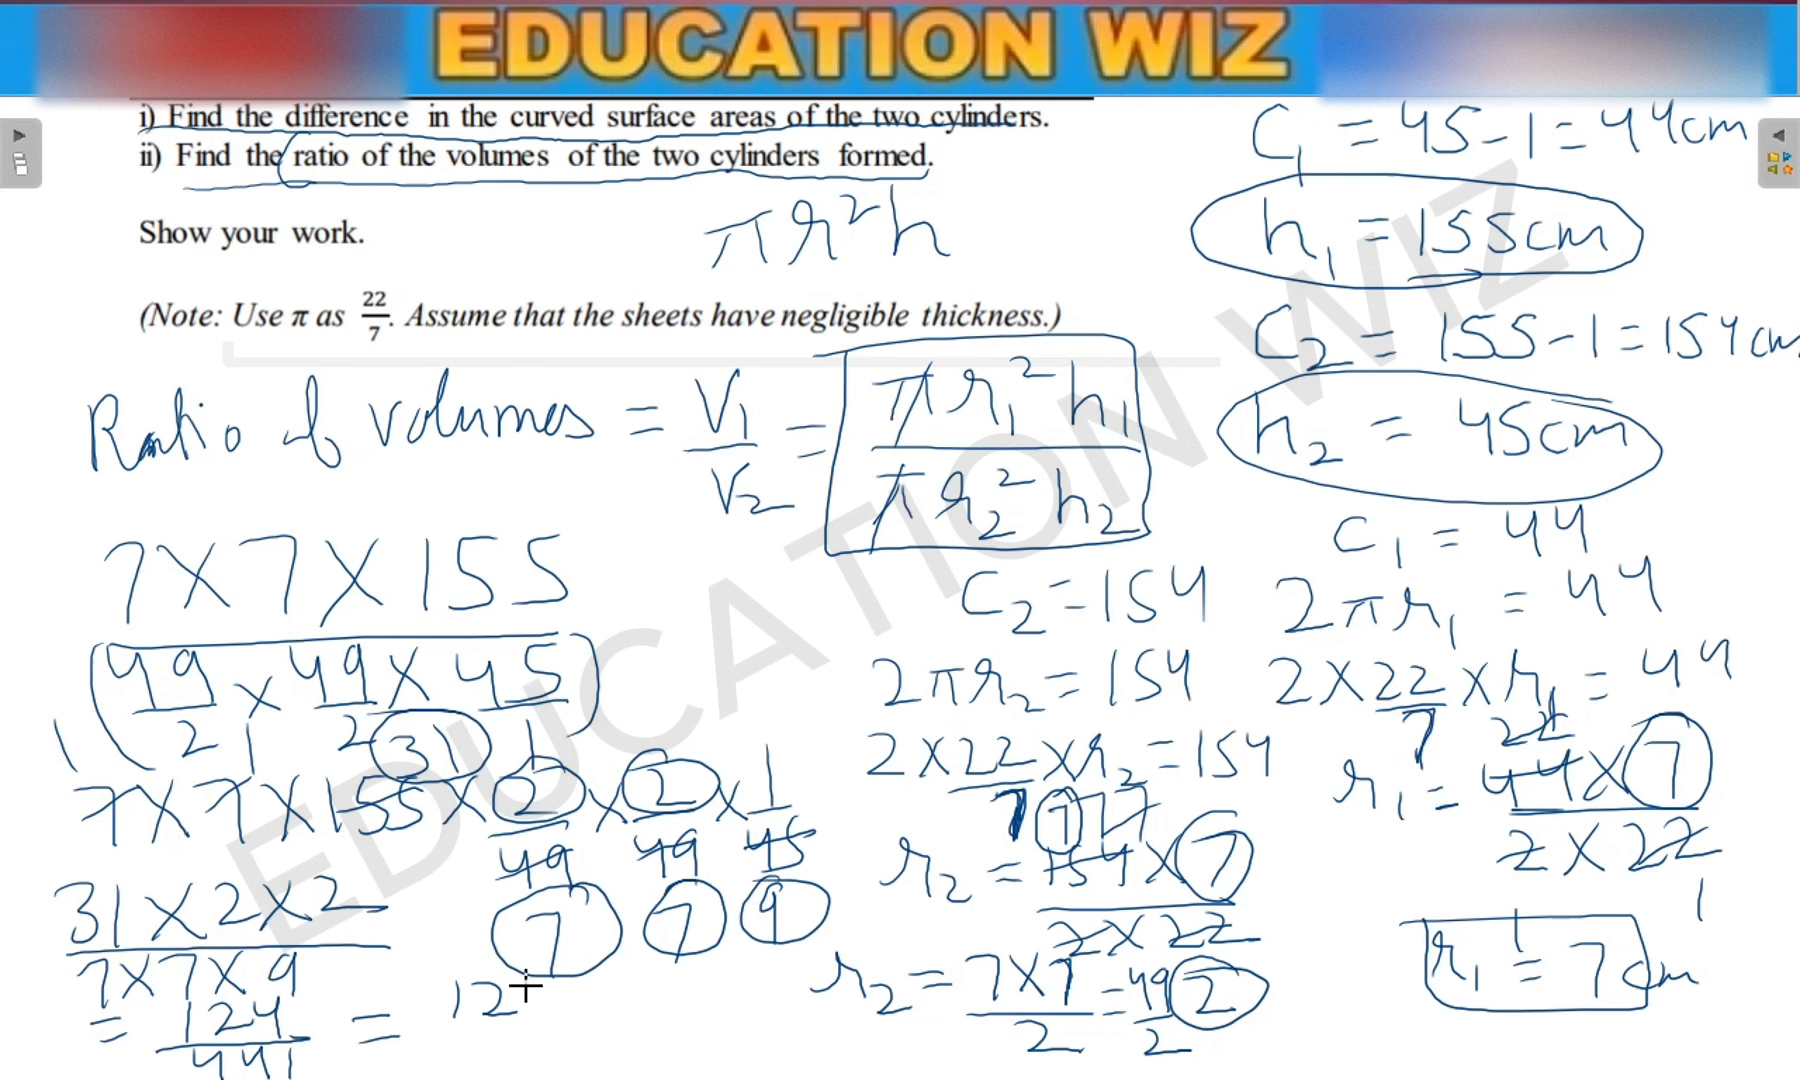 EDUCATION WIZ
i) Find the difference in the curved surface areas of the two cylinders.
ii) Find the ratio of the volumes of the two cylinders formed.
Show your work.
(Note: Use π as 22/7. Assume that the sheets have negligible thickness.)
πr²h
C₁ = 45-1 = 44cm
h₁ = 155cm
C₂ = 155-1 = 154cm
h₂ = 45cm
Ratio of volumes = V₁/V₂ = πr₁²h₁/πr₂²h₂
7×7×155
49/2 × 49/2 × 45/1
7×7×155×2/49×2/49×1/45
31
7 7 9
31×2×2/7×7×9
= 124/441 = 12
C₂ = 154
2πr₂ = 154
2×22/7×r₂ = 154
r₂ = 154×7/2×22
r₂ = 7×7/2 = 49/2
C₁ = 44
2πr₁ = 44
2×22/7×r₁ = 44
r₁ = 44×7/2×22
r₁ = 7cm
EDUCATION WIZ